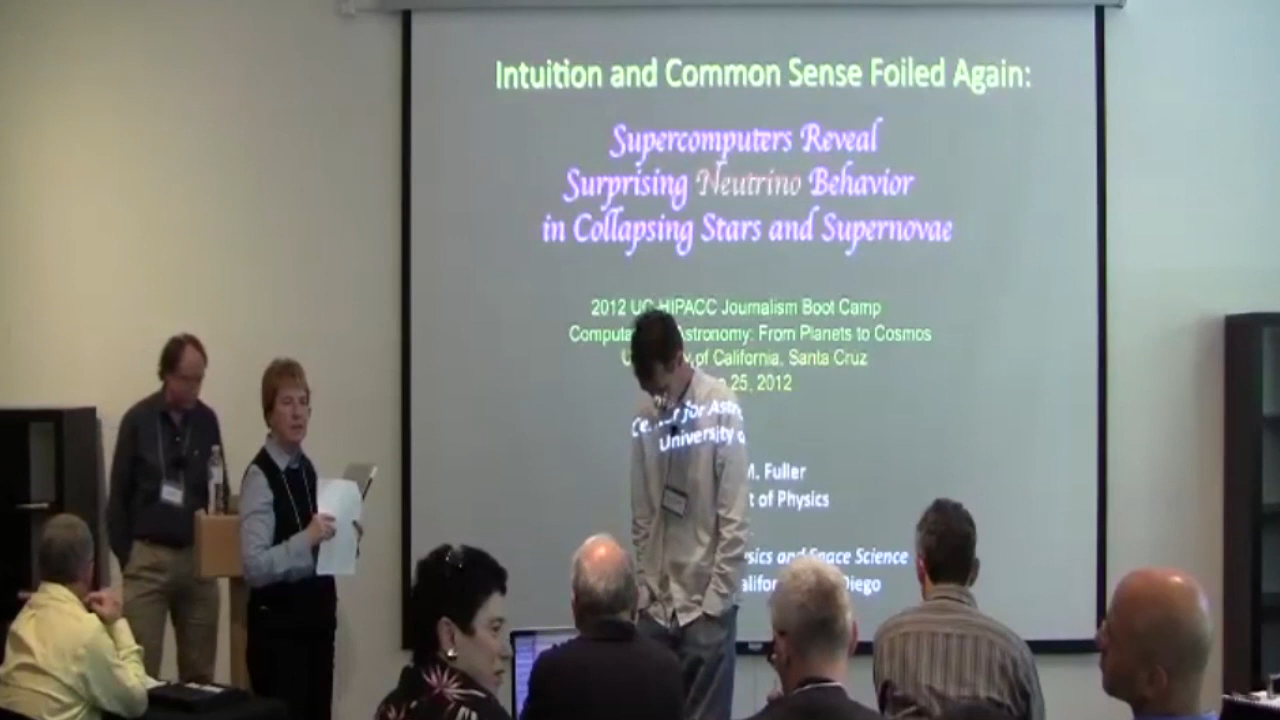 Intuition and Common Sense Foiled Again:
Supercomputers Reveal
Surprising Neutrino Behavior
in Collapsing Stars and Supernovae
2012 UC-HIPACC Journalism Boot Camp
Astronomy: From Planets to Cosmos
of California, Santa Cruz
25, 2012
for Astr
University
M. Fuller
of Physics
and Space Science
Diego